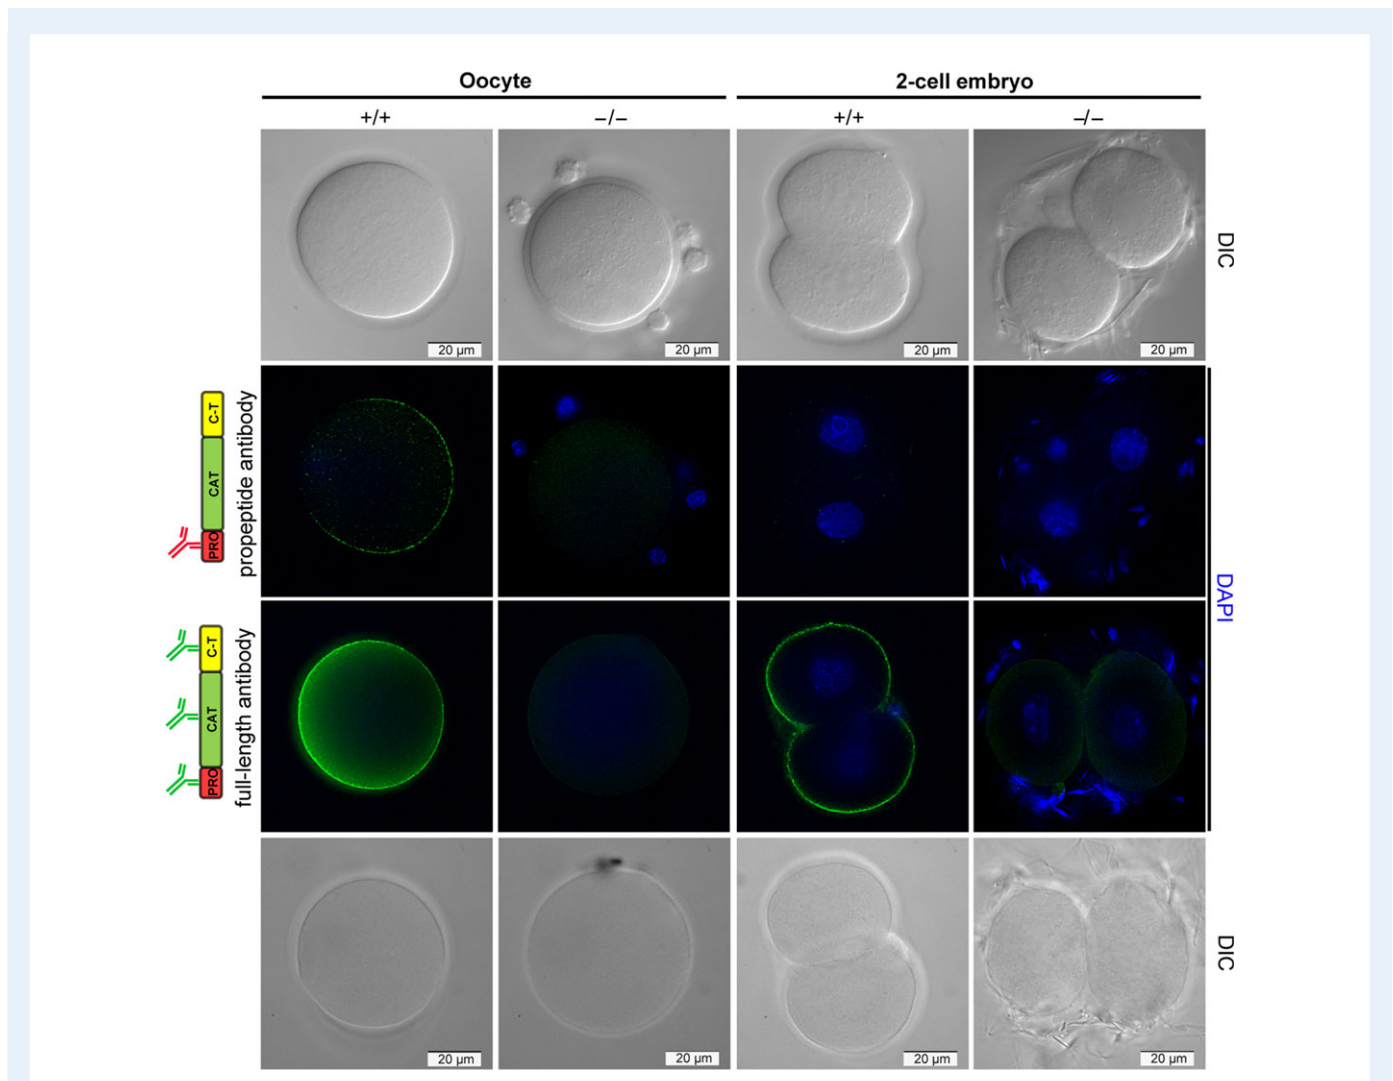 Oocyte
2-cell embryo
+/+
–/–
+/+
–/–
DIC
20 µm
20 µm
20 µm
20 µm
C-T
CAT
PRO
propeptide antibody
DAPI
C-T
CAT
PRO
full-length antibody
DIC
20 µm
20 µm
20 µm
20 µm